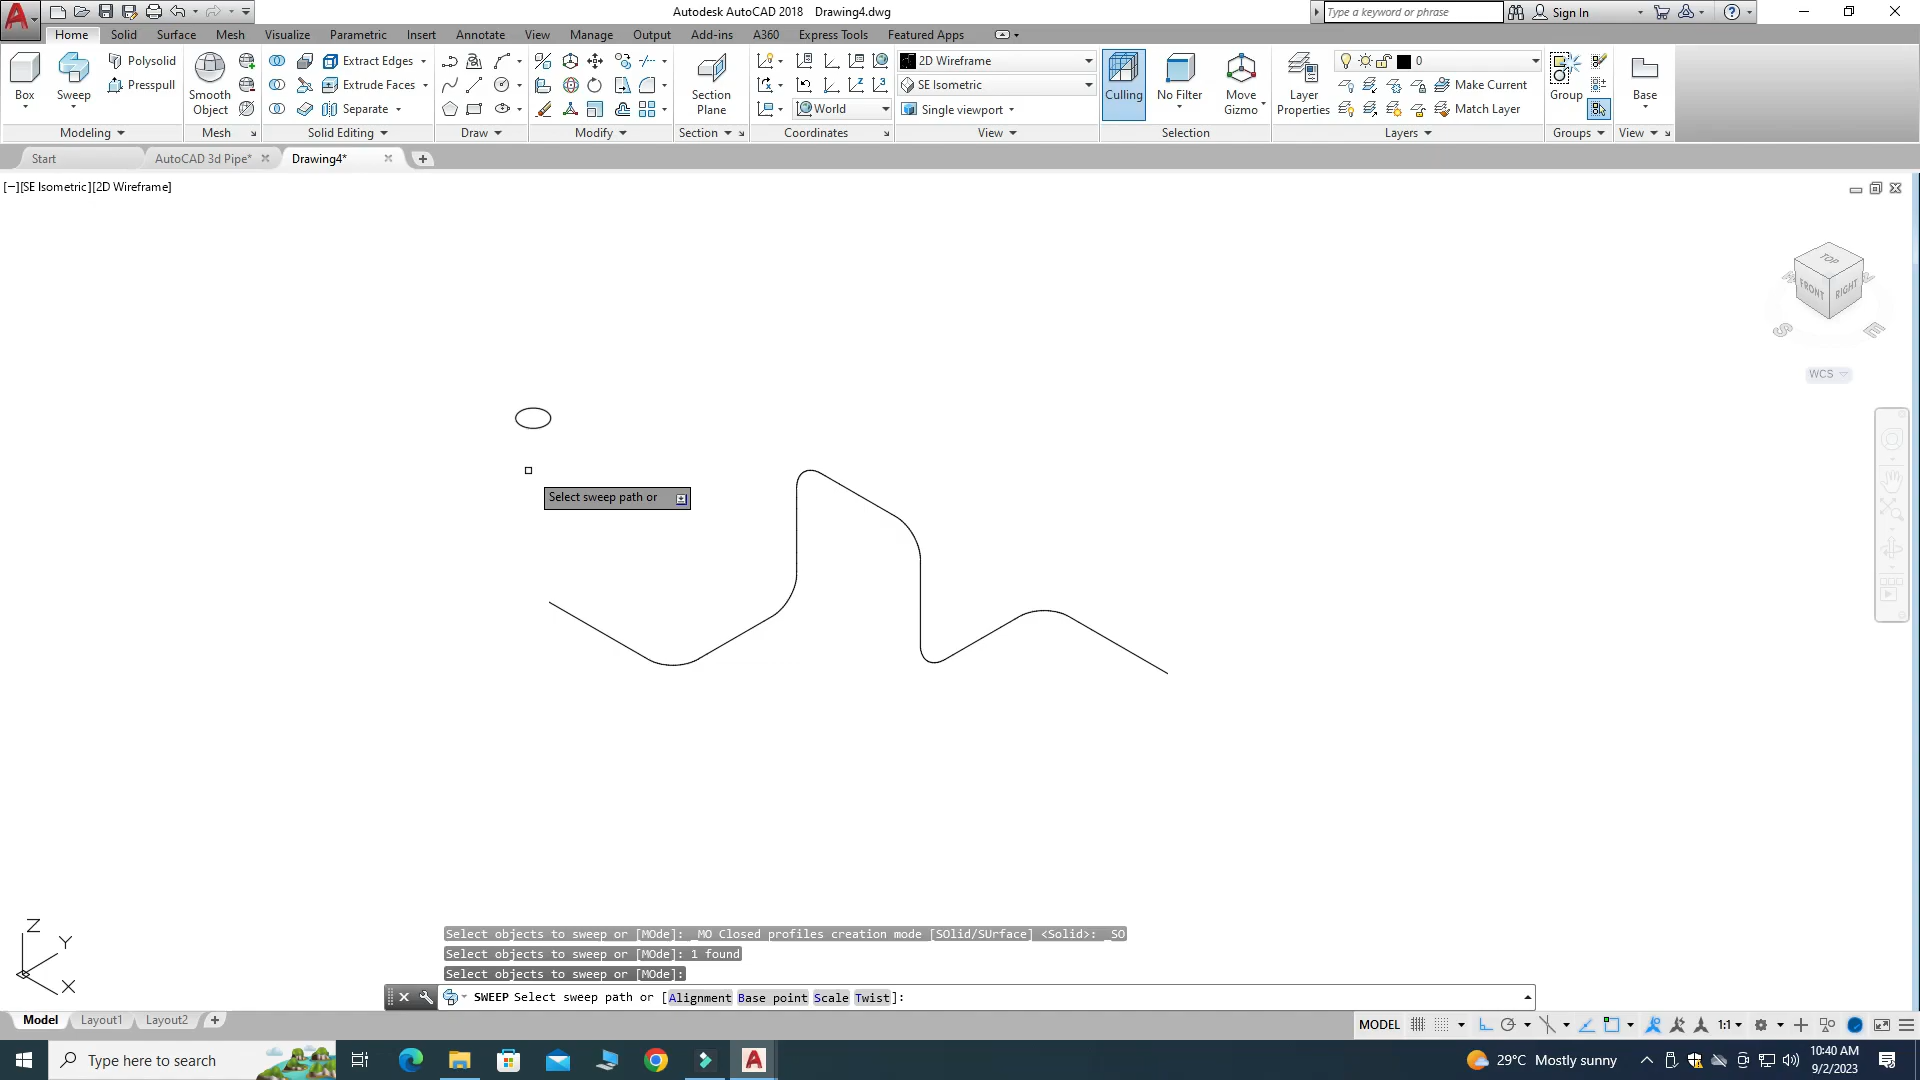 Autodesk AutoCAD 2018 Drawing4.dwg
Type a keyword or phrase
Sign In
Home Solid Surface Mesh Visualize Parametric Insert Annotate View Manage Output Add-ins A360 Express Tools Featured Apps
Box
Sweep
Polysolid
Presspull
Smooth
Object
Extract Edges
Extrude Faces
Separate
Section
Plane
World
2D Wireframe
SE Isometric
Single viewport
Culling
No Filter
Move
Gizmo
Layer
Properties
0
Make Current
Match Layer
Group
Base
Modeling Mesh Solid Editing Draw Modify Section Coordinates View Selection Layers Groups View
Start AutoCAD 3d Pipe* Drawing4*
[−][SE Isometric][2D Wireframe]
TOP
FRONT
RIGHT
S
E
WCS
Select sweep path or
Z
Y
X
Select objects to sweep or [MOde]: _MO Closed profiles creation mode [SOlid/SUrface] <Solid>: _SO
Select objects to sweep or [MOde]: 1 found
Select objects to sweep or [MOde]:
SWEEP Select sweep path or [Alignment Base point Scale Twist]:
Model Layout1 Layout2
MODEL
1:1
Type here to search
29°C Mostly sunny
10:40 AM
9/2/2023